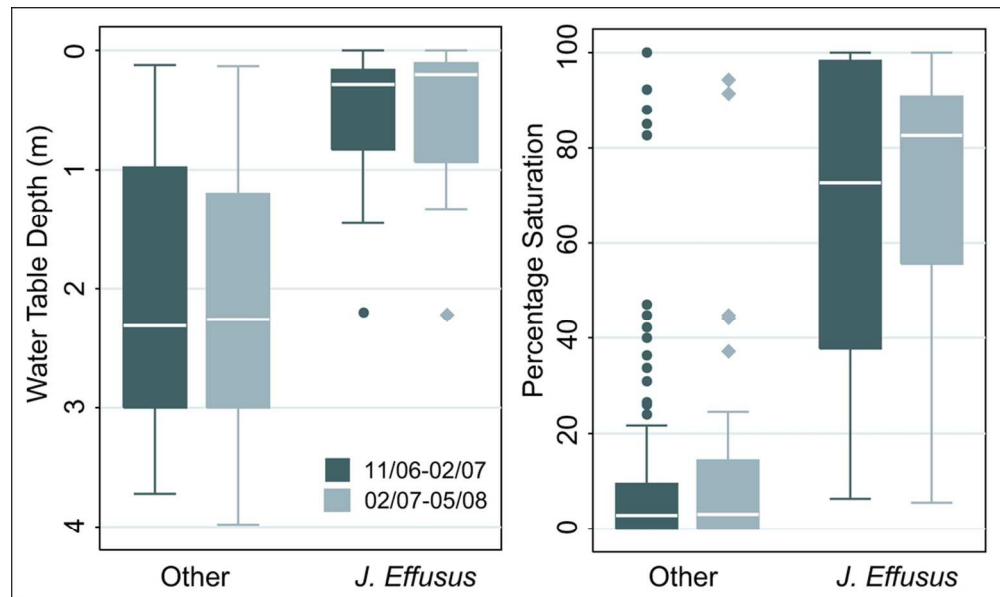 Water Table Depth (m)
0
1
2
3
4
11/06-02/07
02/07-05/08
Other
J. Effusus
Percentage Saturation
100
80
60
40
20
0
Other
J. Effusus